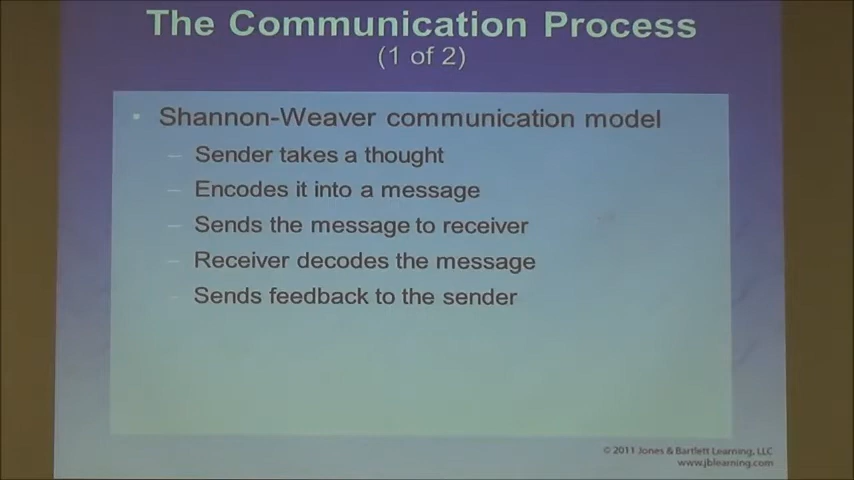 The Communication Process
(1 of 2)
• Shannon-Weaver communication model
– Sender takes a thought
– Encodes it into a message
– Sends the message to receiver
– Receiver decodes the message
– Sends feedback to the sender
© 2011 Jones & Bartlett Learning, LLC
www.jblearning.com